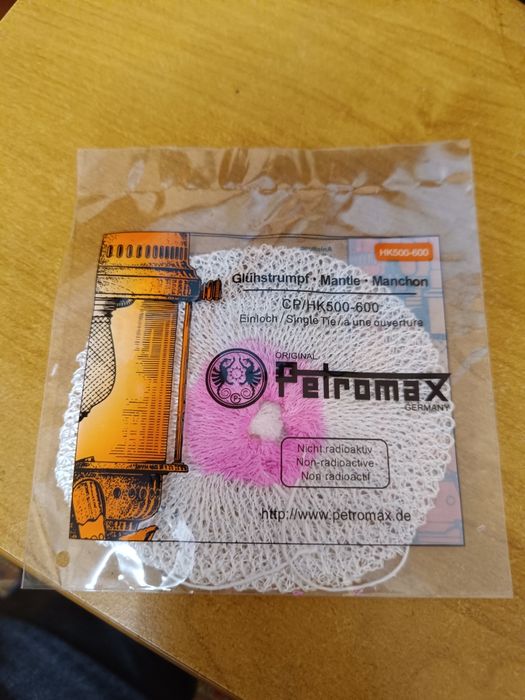 HK500-600
Glühstrumpf · Mantle · Manchon
CP/HK500-600
Einloch / Single Tie / à une ouverture
ORIGINAL
Petromax
GERMANY
Nicht radioaktiv
Non-radioactive
Non radioactif
http://www.petromax.de